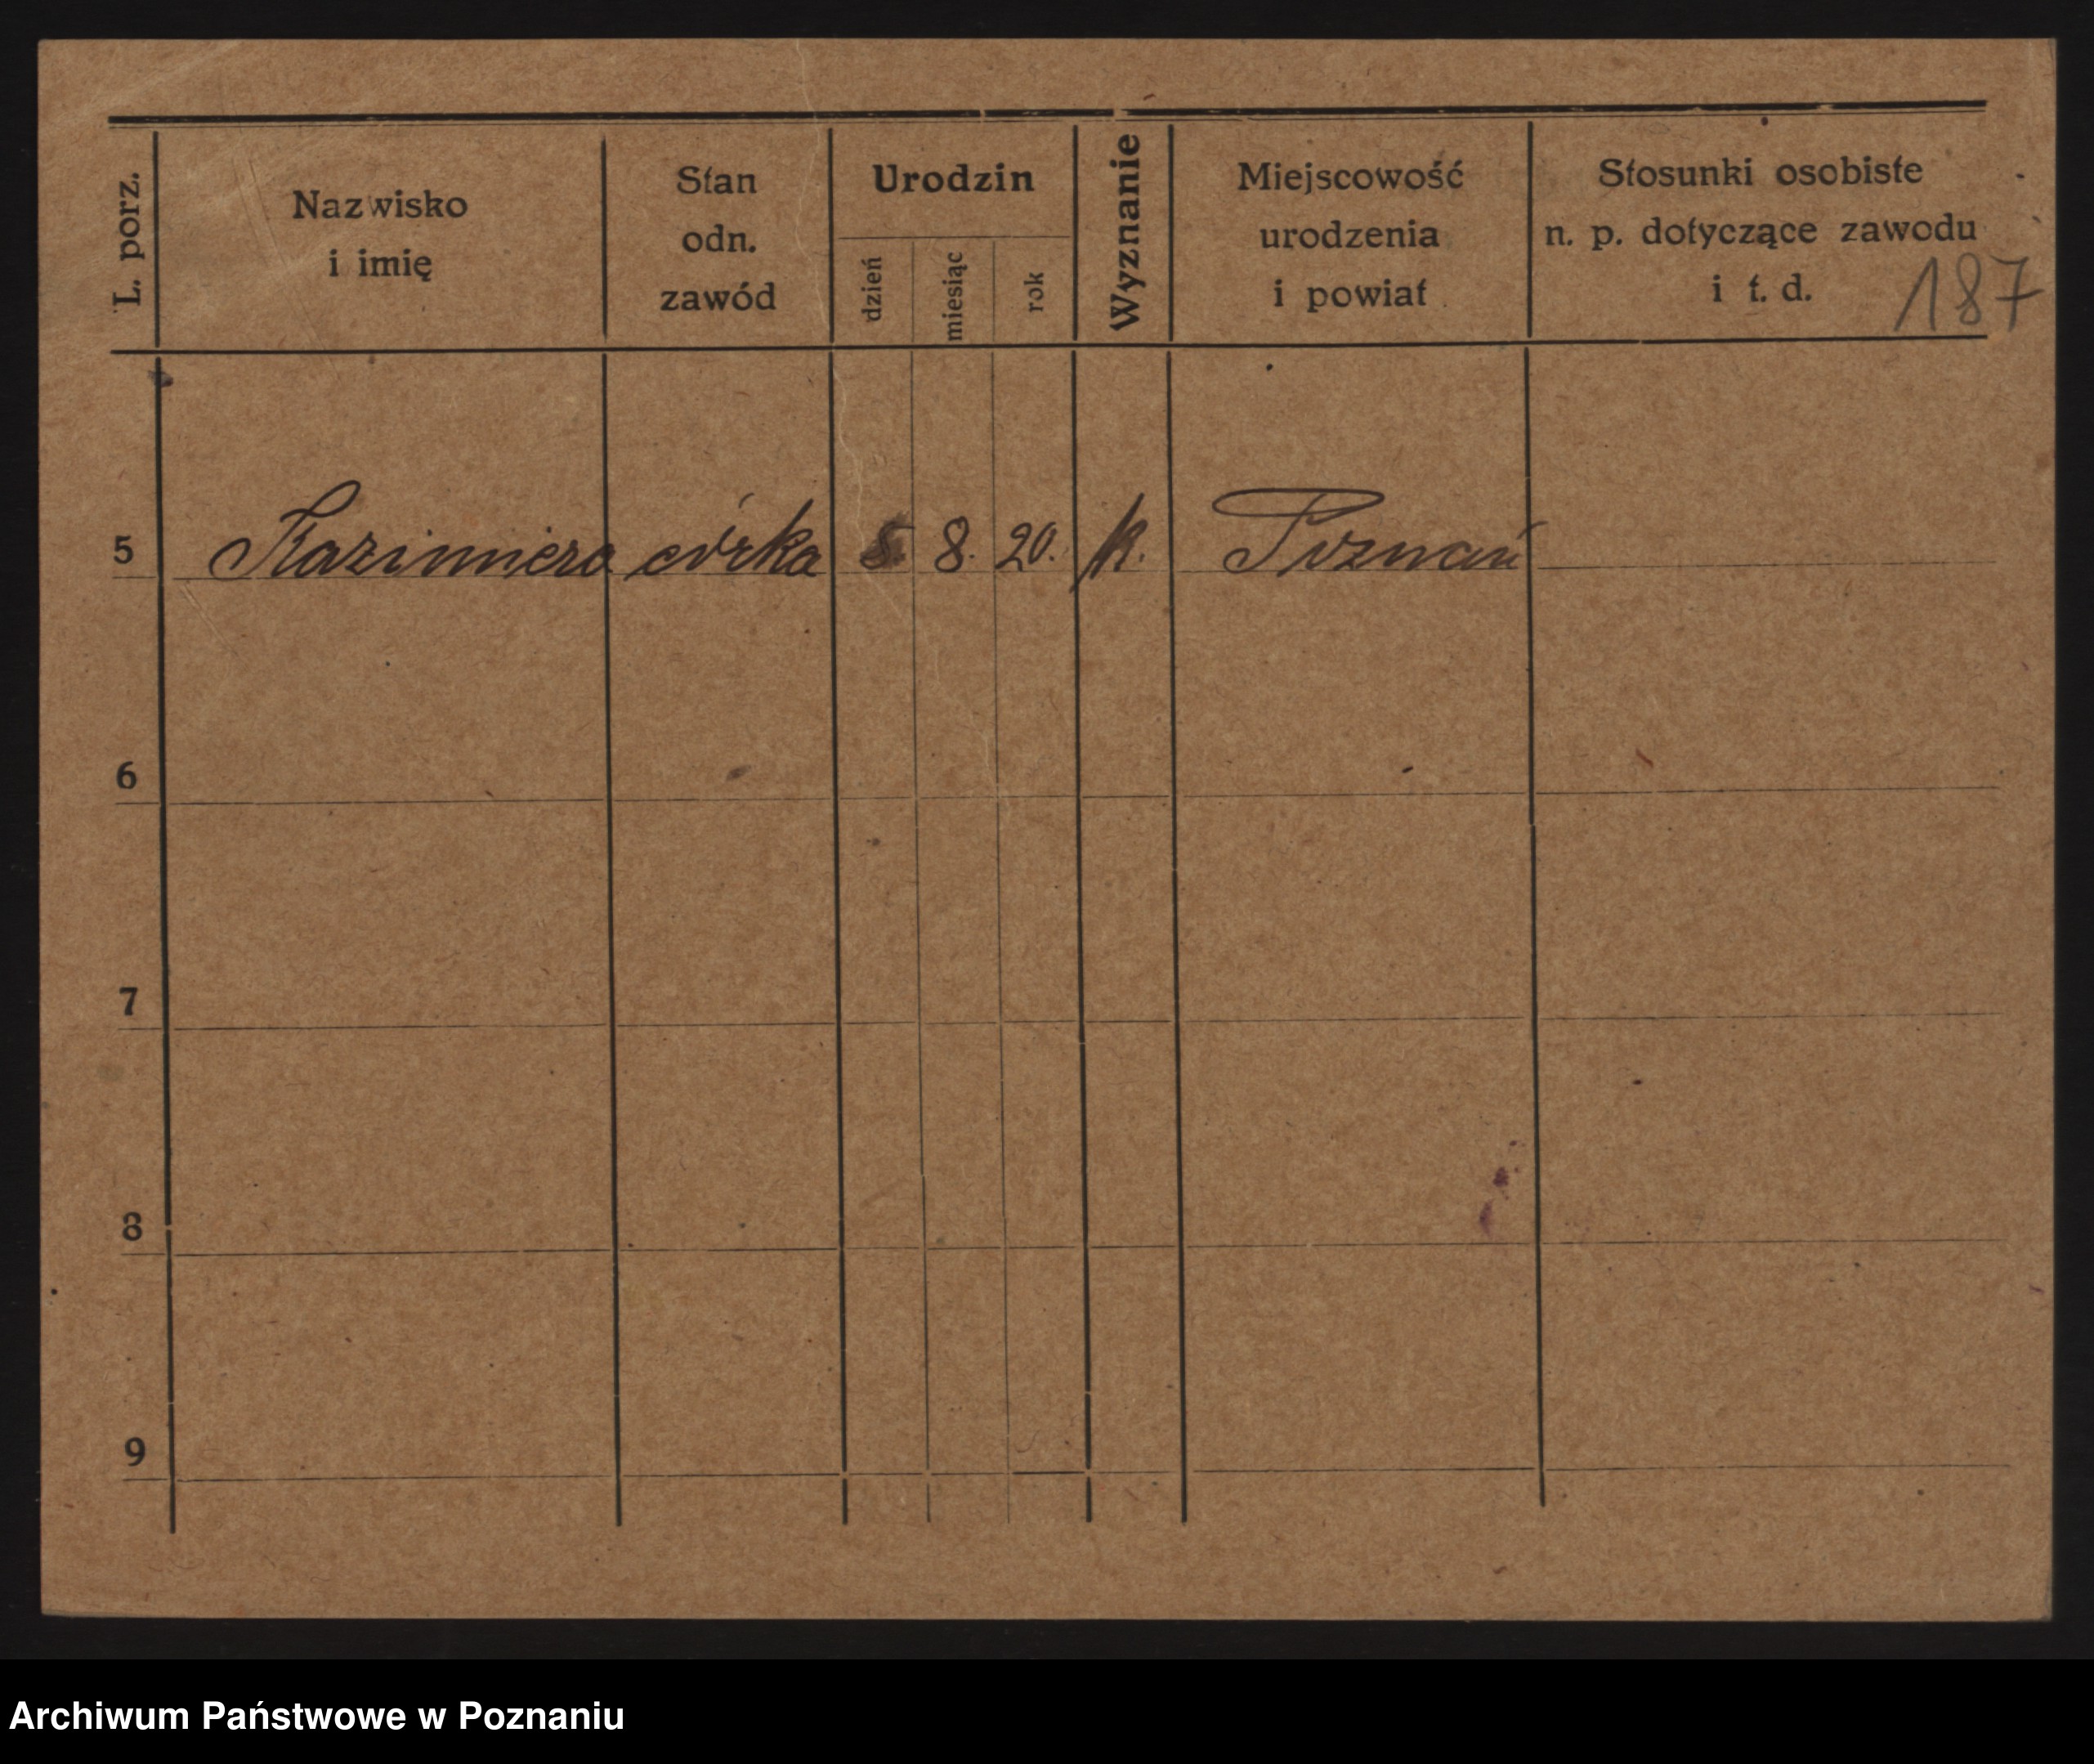 L. porz.
Nazwisko
i imię
Stan
odn.
zawód
Urodzin
dzień
miesiąc
rok
Wyznanie
Miejscowość
urodzenia
i powiat
Stosunki osobiste
n. p. dotyczące zawodu
i t. d.
187
5 Kazimiera córka 8. 20. k. Poznań
6
7
8
9
Archiwum Państwowe w Poznaniu